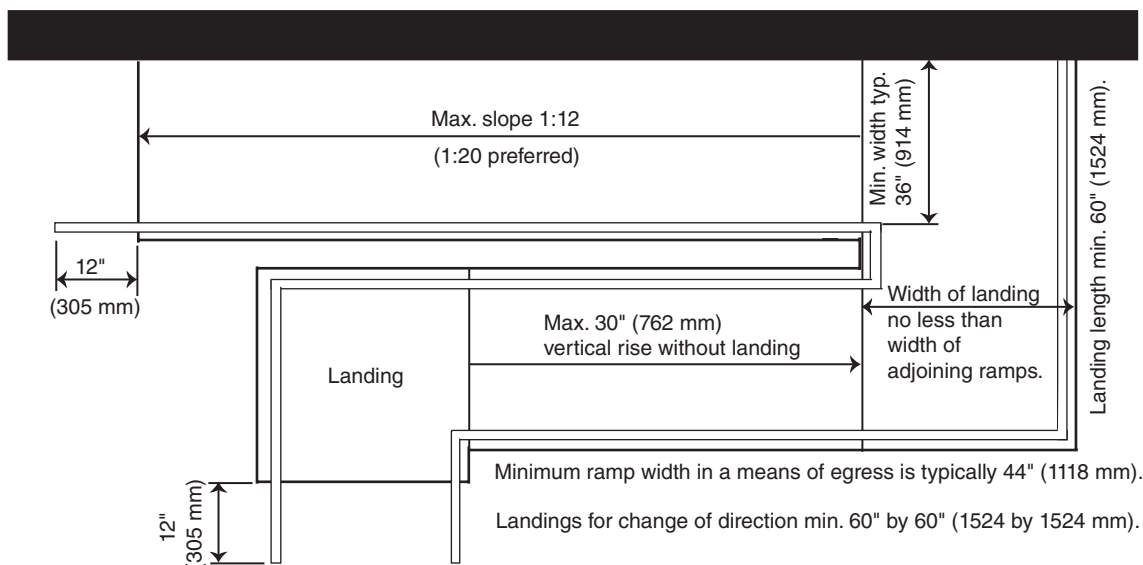 Max. slope 1:12
(1:20 preferred)
Min. width typ.
36" (914 mm)
Landing length min. 60" (1524 mm).
12"
(305 mm)
Width of landing
no less than
width of
adjoining ramps.
Max. 30" (762 mm)
vertical rise without landing
Landing
Minimum ramp width in a means of egress is typically 44" (1118 mm).
12"
(305 mm)
Landings for change of direction min. 60" by 60" (1524 by 1524 mm).